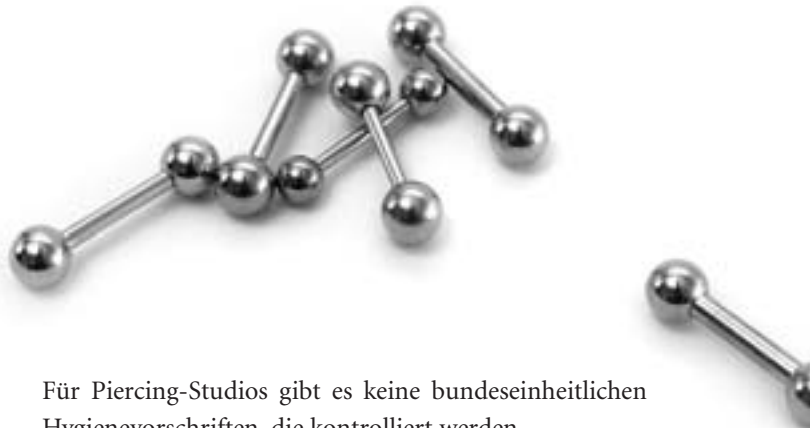 Für Piercing-Studios gibt es keine bundeseinheitlichen
Hygienevorschriften, die kontrolliert werden